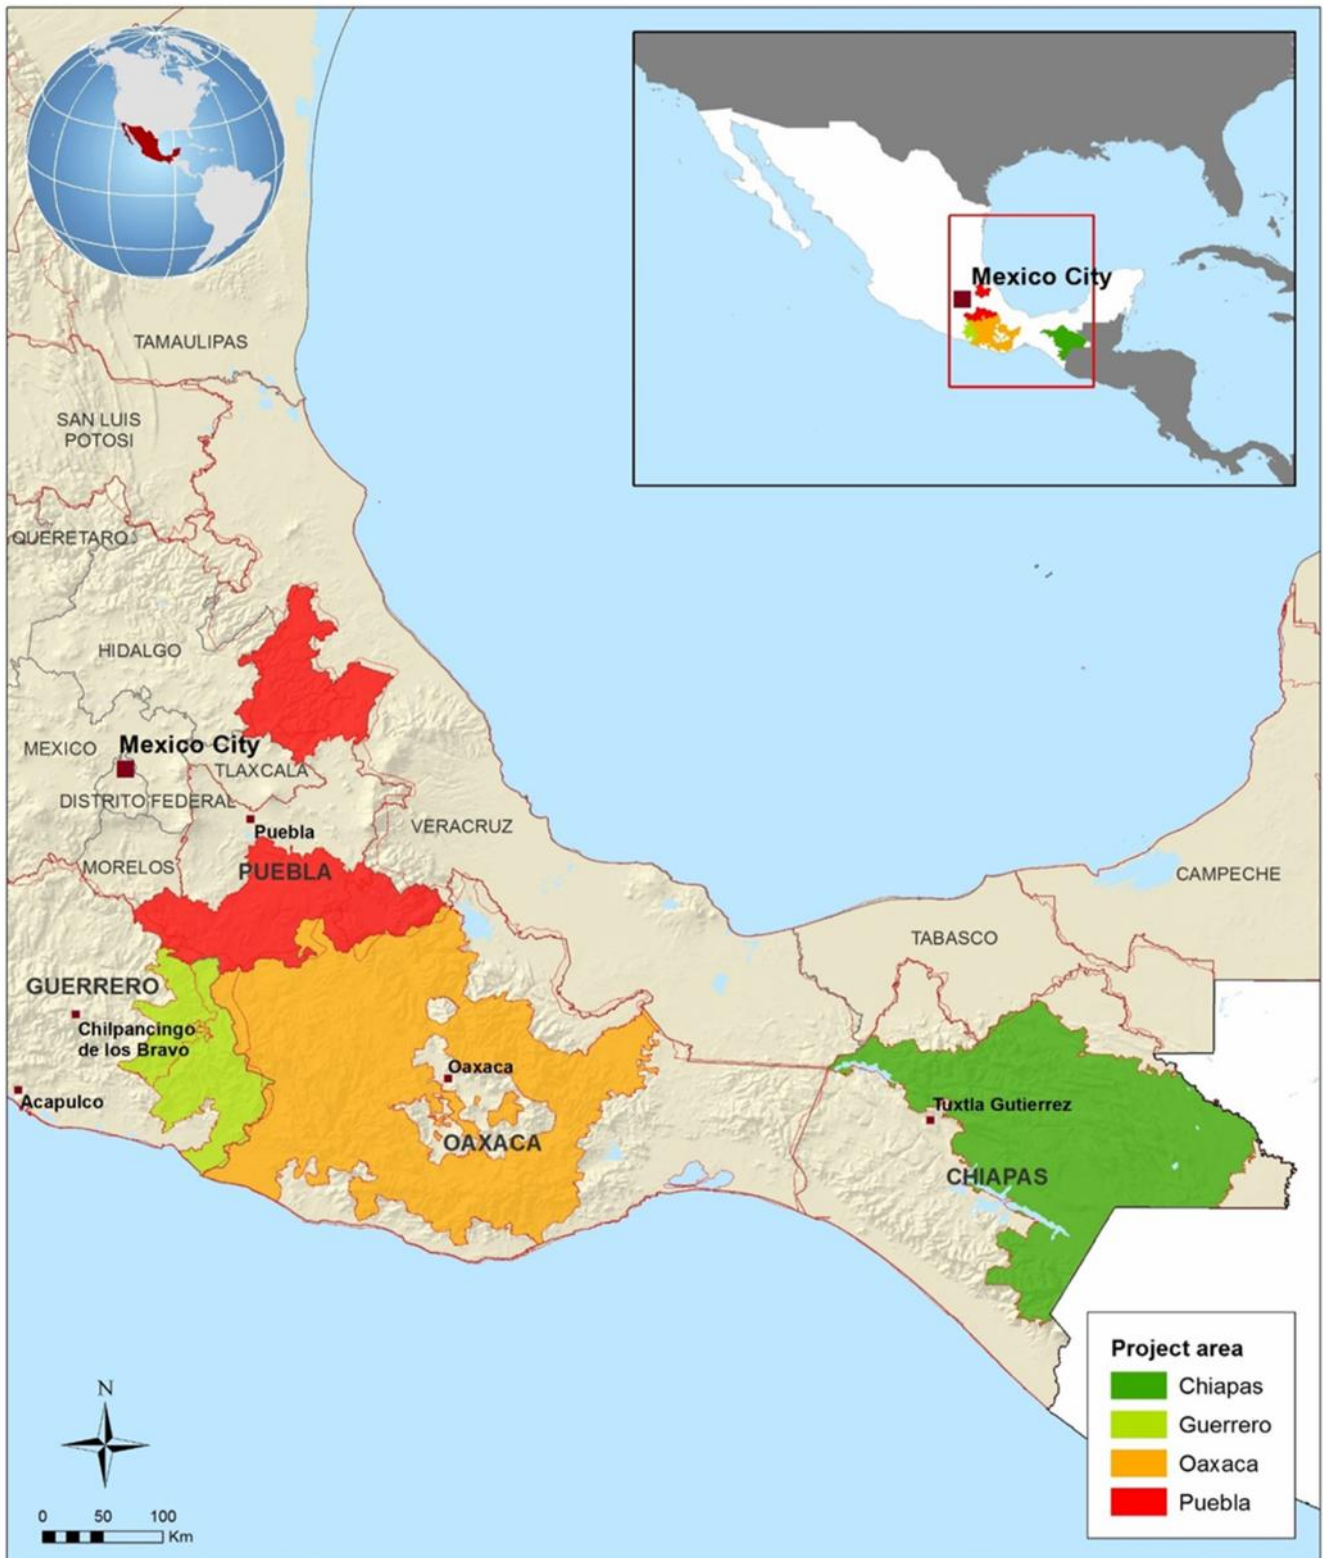 Mexico City
TAMAULIPAS
SAN LUIS
POTOSI
QUERETARO
HIDALGO
MEXICO
Mexico City
TLAXCALA
DISTRITO FEDERAL
Puebla
VERACRUZ
MORELOS
PUEBLA
CAMPECHE
TABASCO
GUERRERO
Chilpancingo
de los Bravo
Oaxaca
Acapulco
Tuxtla Gutierrez
OAXACA
CHIAPAS
Project area
Chiapas
Guerrero
Oaxaca
Puebla
N
0 50 100
Km